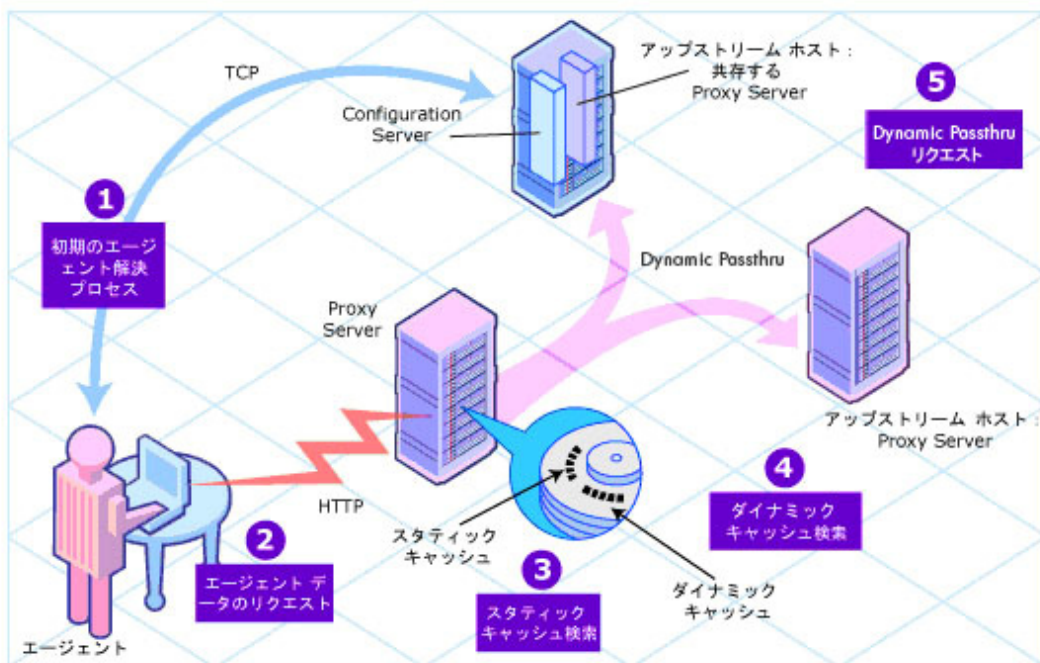 TCP
アップストリーム ホスト：
共存する
Proxy Server
Configuration
Server
5
Dynamic Passthru
リクエスト
1
初期のエージ
ェント解決
プロセス
Dynamic Passthru
Proxy
Server
アップストリーム ホスト：
Proxy Server
HTTP
スタティック
キャッシュ
4
ダイナミック
キャッシュ検索
2
エージェント デ
ータのリクエスト
3
スタティック
キャッシュ検索
ダイナミック
キャッシュ
エージェント